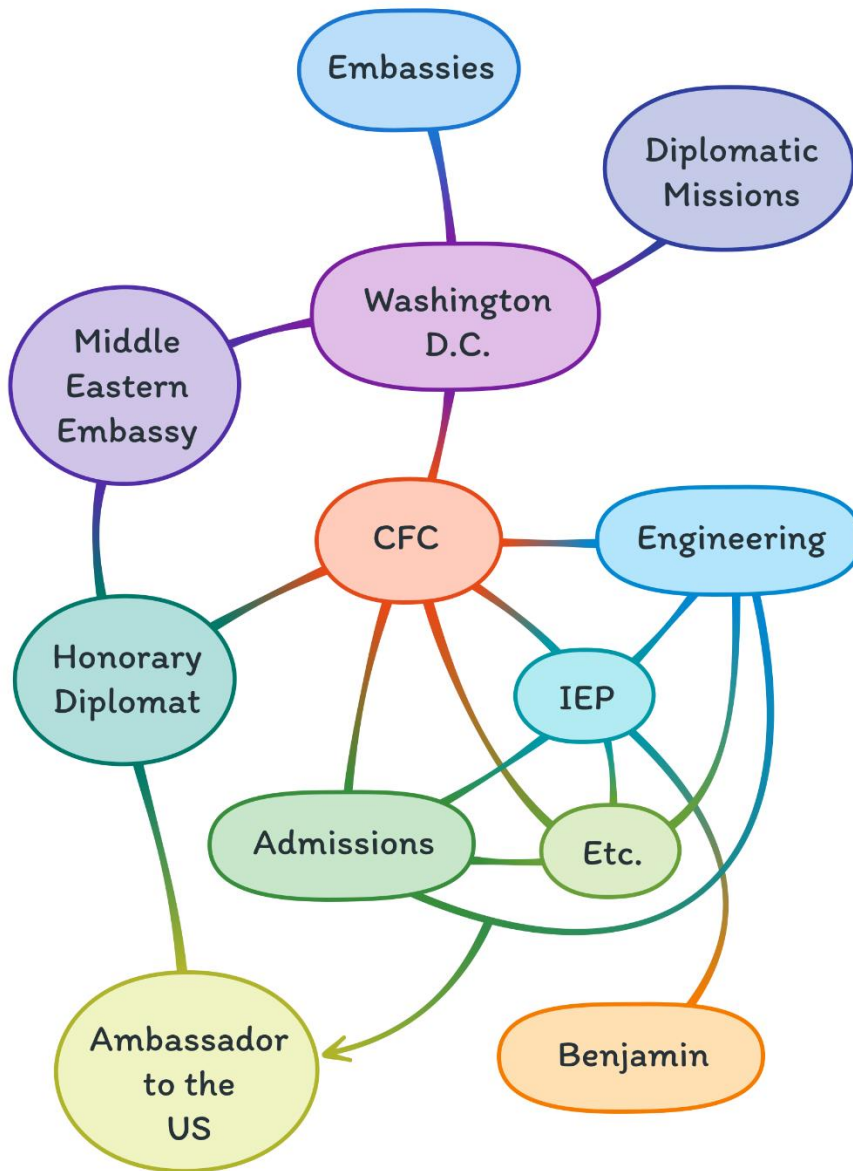 Embassies
Diplomatic
Missions
Washington
D.C.
Middle
Eastern
Embassy
CFC
Engineering
Honorary
Diplomat
IEP
Admissions
Etc.
Ambassador
to the
US
Benjamin